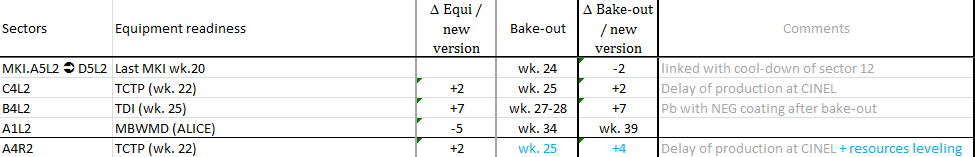 Sectors Equipment readiness Δ Equi / new version Bake-out Δ Bake-out / new version Comments
MKI.A5L2 ➲ D5L2 Last MKI wk.20 wk. 24 -2 linked with cool-down of sector 12
C4L2 TCTP (wk. 22) +2 wk. 25 +2 Delay of production at CINEL
B4L2 TDI (wk. 25) +7 wk. 27-28 +7 Pb with NEG coating after bake-out
A1L2 MBWMD (ALICE) -5 wk. 34 wk. 39
A4R2 TCTP (wk. 22) +2 wk. 25 +4 Delay of production at CINEL + resources leveling